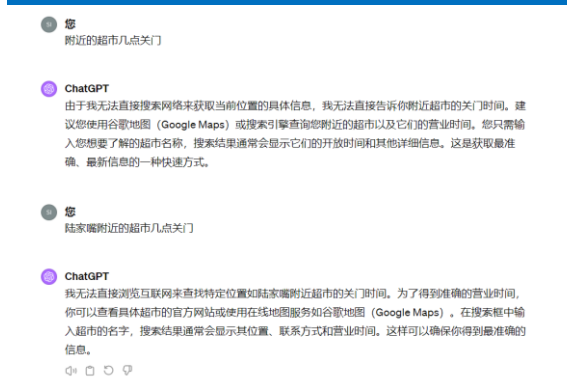 SI 您
附近的超市几点关门
ChatGPT
由于我无法直接搜索网络来获取当前位置的具体信息，我无法直接告诉你附近超市的关门时间。建
议您使用谷歌地图（Google Maps）或搜索引擎查询您附近的超市以及它们的营业时间。您只需输
入您想要了解的超市名称，搜索结果通常会显示它们的开放时间和其他详细信息。这是获取最准
确、最新信息的一种快速方式。
SI 您
陆家嘴附近的超市几点关门
ChatGPT
我无法直接浏览互联网来查找特定位置如陆家嘴附近超市的关门时间。为了得到准确的营业时间，
你可以查看具体超市的官方网站或使用在线地图服务如谷歌地图（Google Maps）。在搜索框中输
入超市的名字，搜索结果通常会显示其位置、联系方式和营业时间。这样可以确保你得到最准确的
信息。